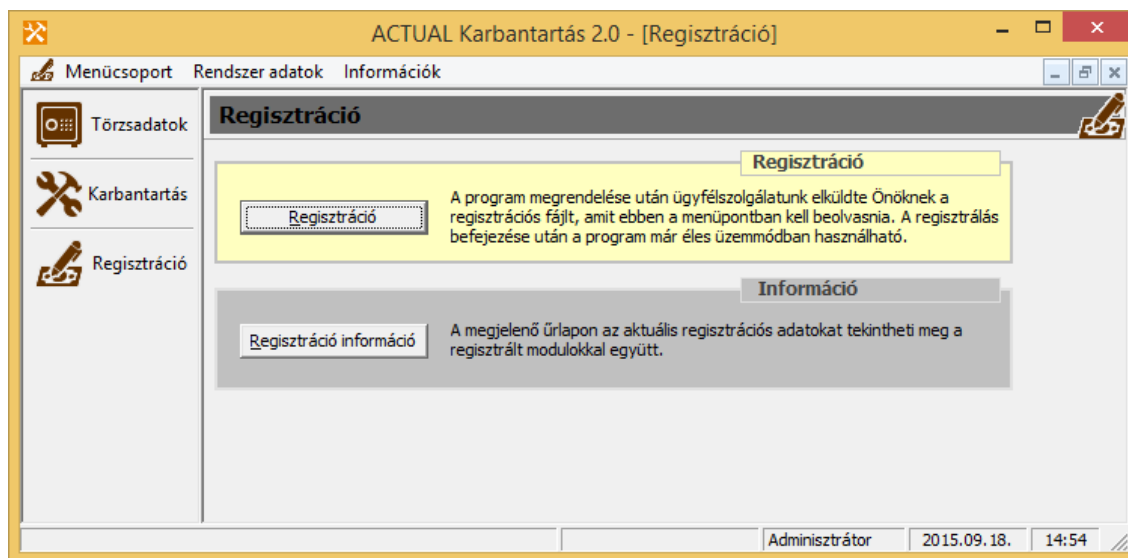 ACTUAL Karbantartás 2.0 - [Regisztráció]
Menücsoport Rendszer adatok Információk
Törzsadatok
Karbantartás
Regisztráció
Regisztráció
Regisztráció
Regisztráció
A program megrendelése után ügyfélszolgálatunk elküldte Önöknek a
regisztrációs fájlt, amit ebben a menüpontban kell beolvasnia. A regisztrálás
befejezése után a program már éles üzemmódban használható.
Információ
Regisztráció információ
A megjelenő űrlapon az aktuális regisztrációs adatokat tekintheti meg a
regisztrált modulokkal együtt.
Adminisztrátor 2015.09.18. 14:54